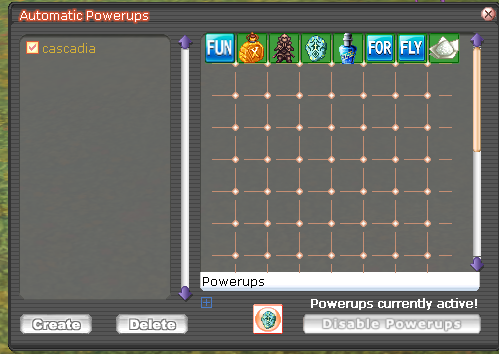 Automatic Powerups
cascadia
FUN FOR FLY
Powerups
Powerups currently active!
Create Delete Disable Powerups